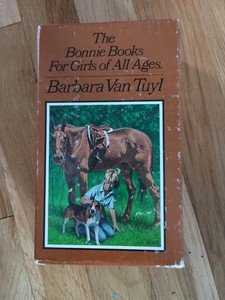 The
Bonnie Books
For Girls of All Ages.
Barbara Van Tuyl